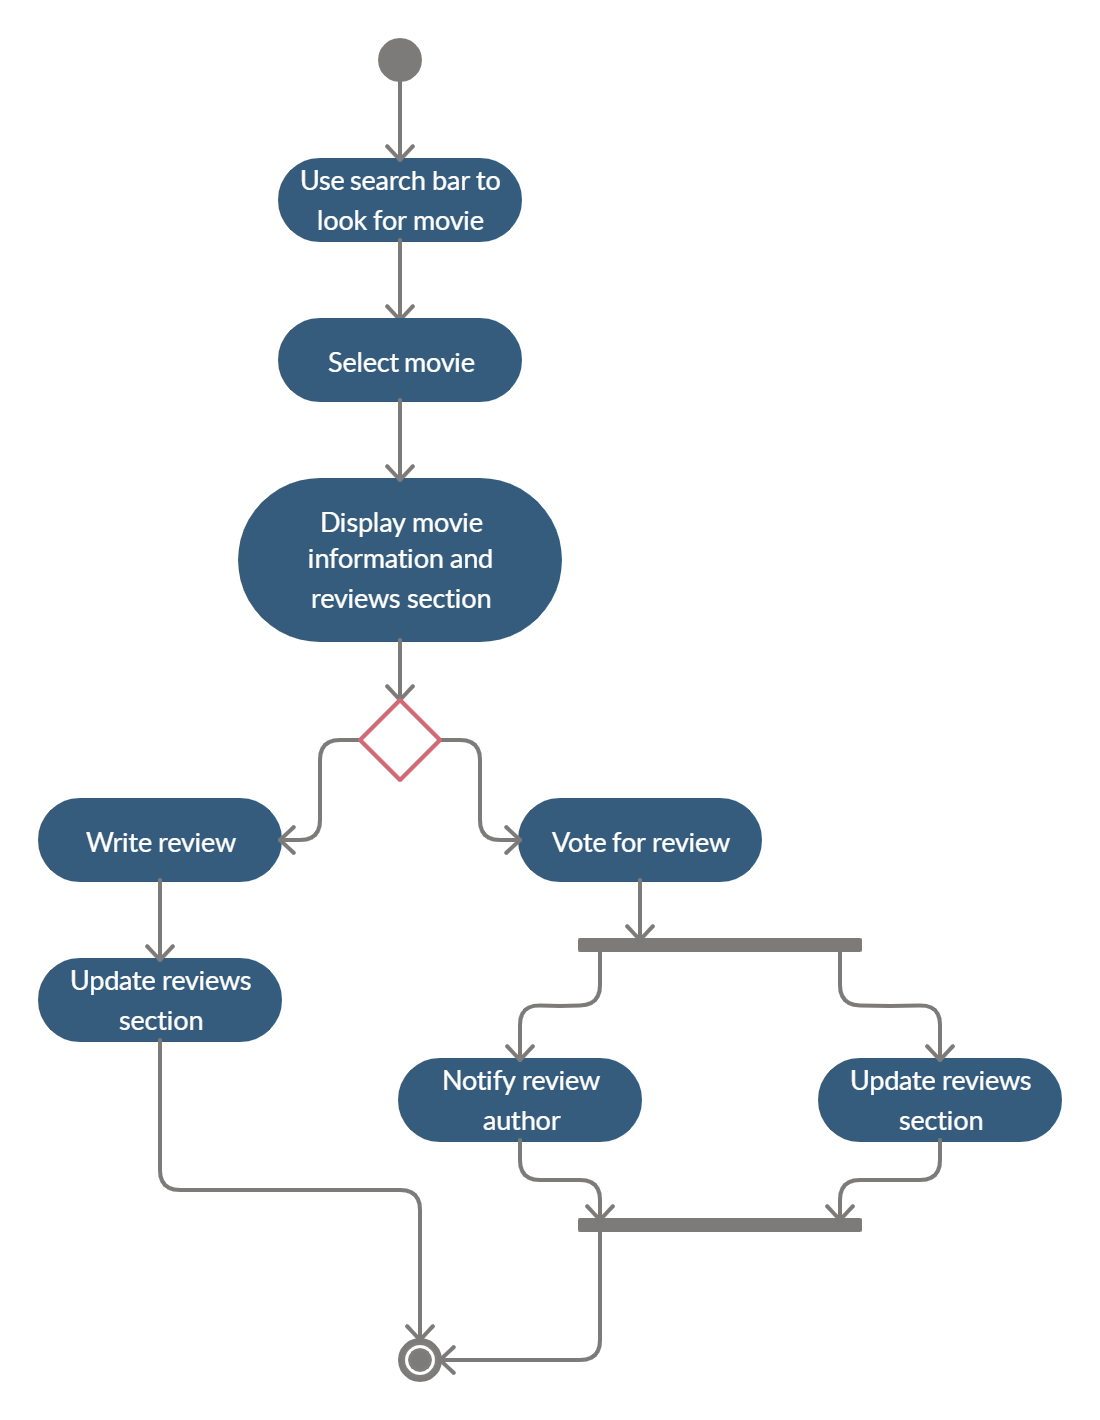 Use search bar to
look for movie
Select movie
Display movie
information and
reviews section
Write review
Vote for review
Update reviews
section
Notify review
author
Update reviews
section